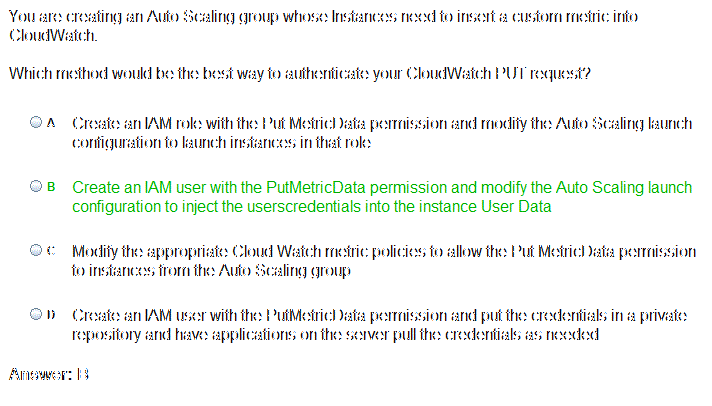 You are creating an Auto Scaling group whose Instances need to insert a custom metric into
CloudWatch.
Which method would be the best way to authenticate your CloudWatch PUT request?
A Create an IAM role with the Put MetricData permission and modify the Auto Scaling launch
configuration to launch instances in that role
B Create an IAM user with the PutMetricData permission and modify the Auto Scaling launch
configuration to inject the userscredentials into the instance User Data
C Modify the appropriate Cloud Watch metric policies to allow the Put MetricData permission
to instances from the Auto Scaling group
D Create an IAM user with the PutMetricData permission and put the credentials in a private
repository and have applications on the server pull the credentials as needed
Answer: B